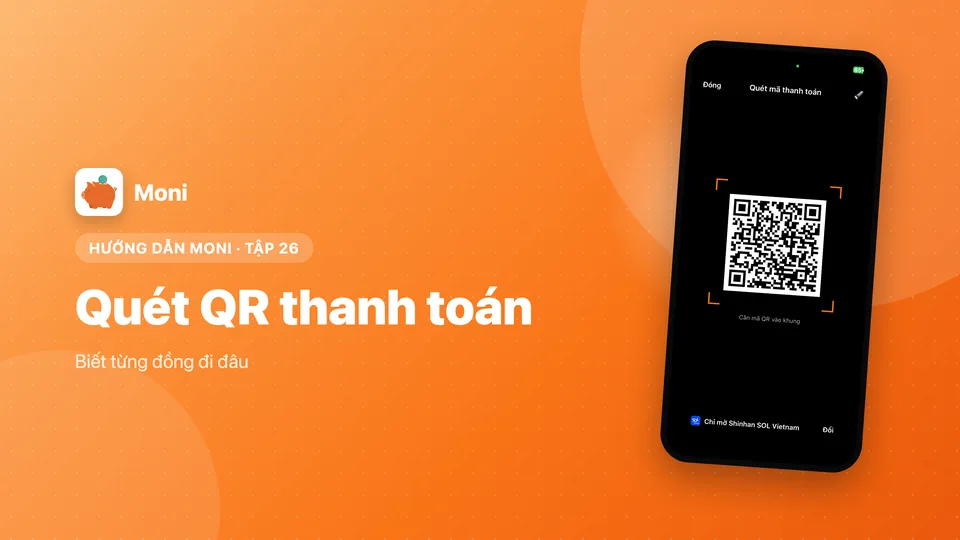 Moni
HƯỚNG DẪN MONI · TẬP 26
Quét QR thanh toán
Biết từng đồng đi đâu
Đóng
Quét mã thanh toán
Căn mã QR vào khung
Chỉ mở Shinhan SOL Vietnam
Đổi